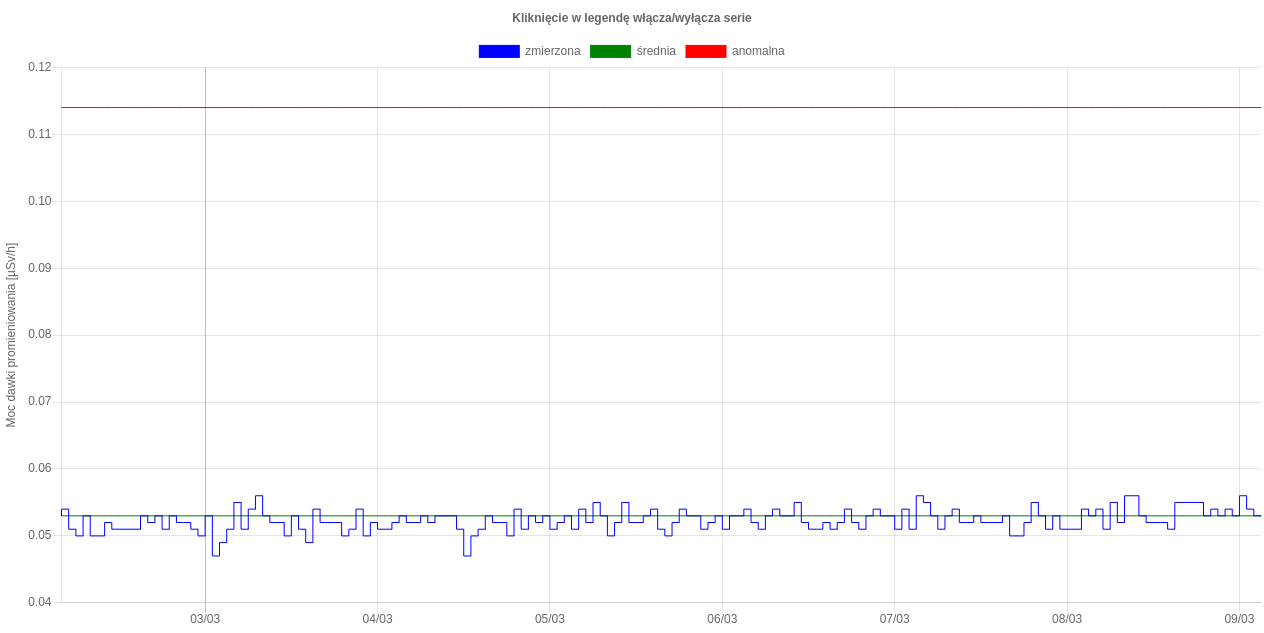 Kliknięcie w legendę włącza/wyłącza serie
zmierzona średnia anomalna
Moc dawki promieniowania [µSv/h]
0.12
0.11
0.10
0.09
0.08
0.07
0.06
0.05
0.04
03/03 04/03 05/03 06/03 07/03 08/03 09/03